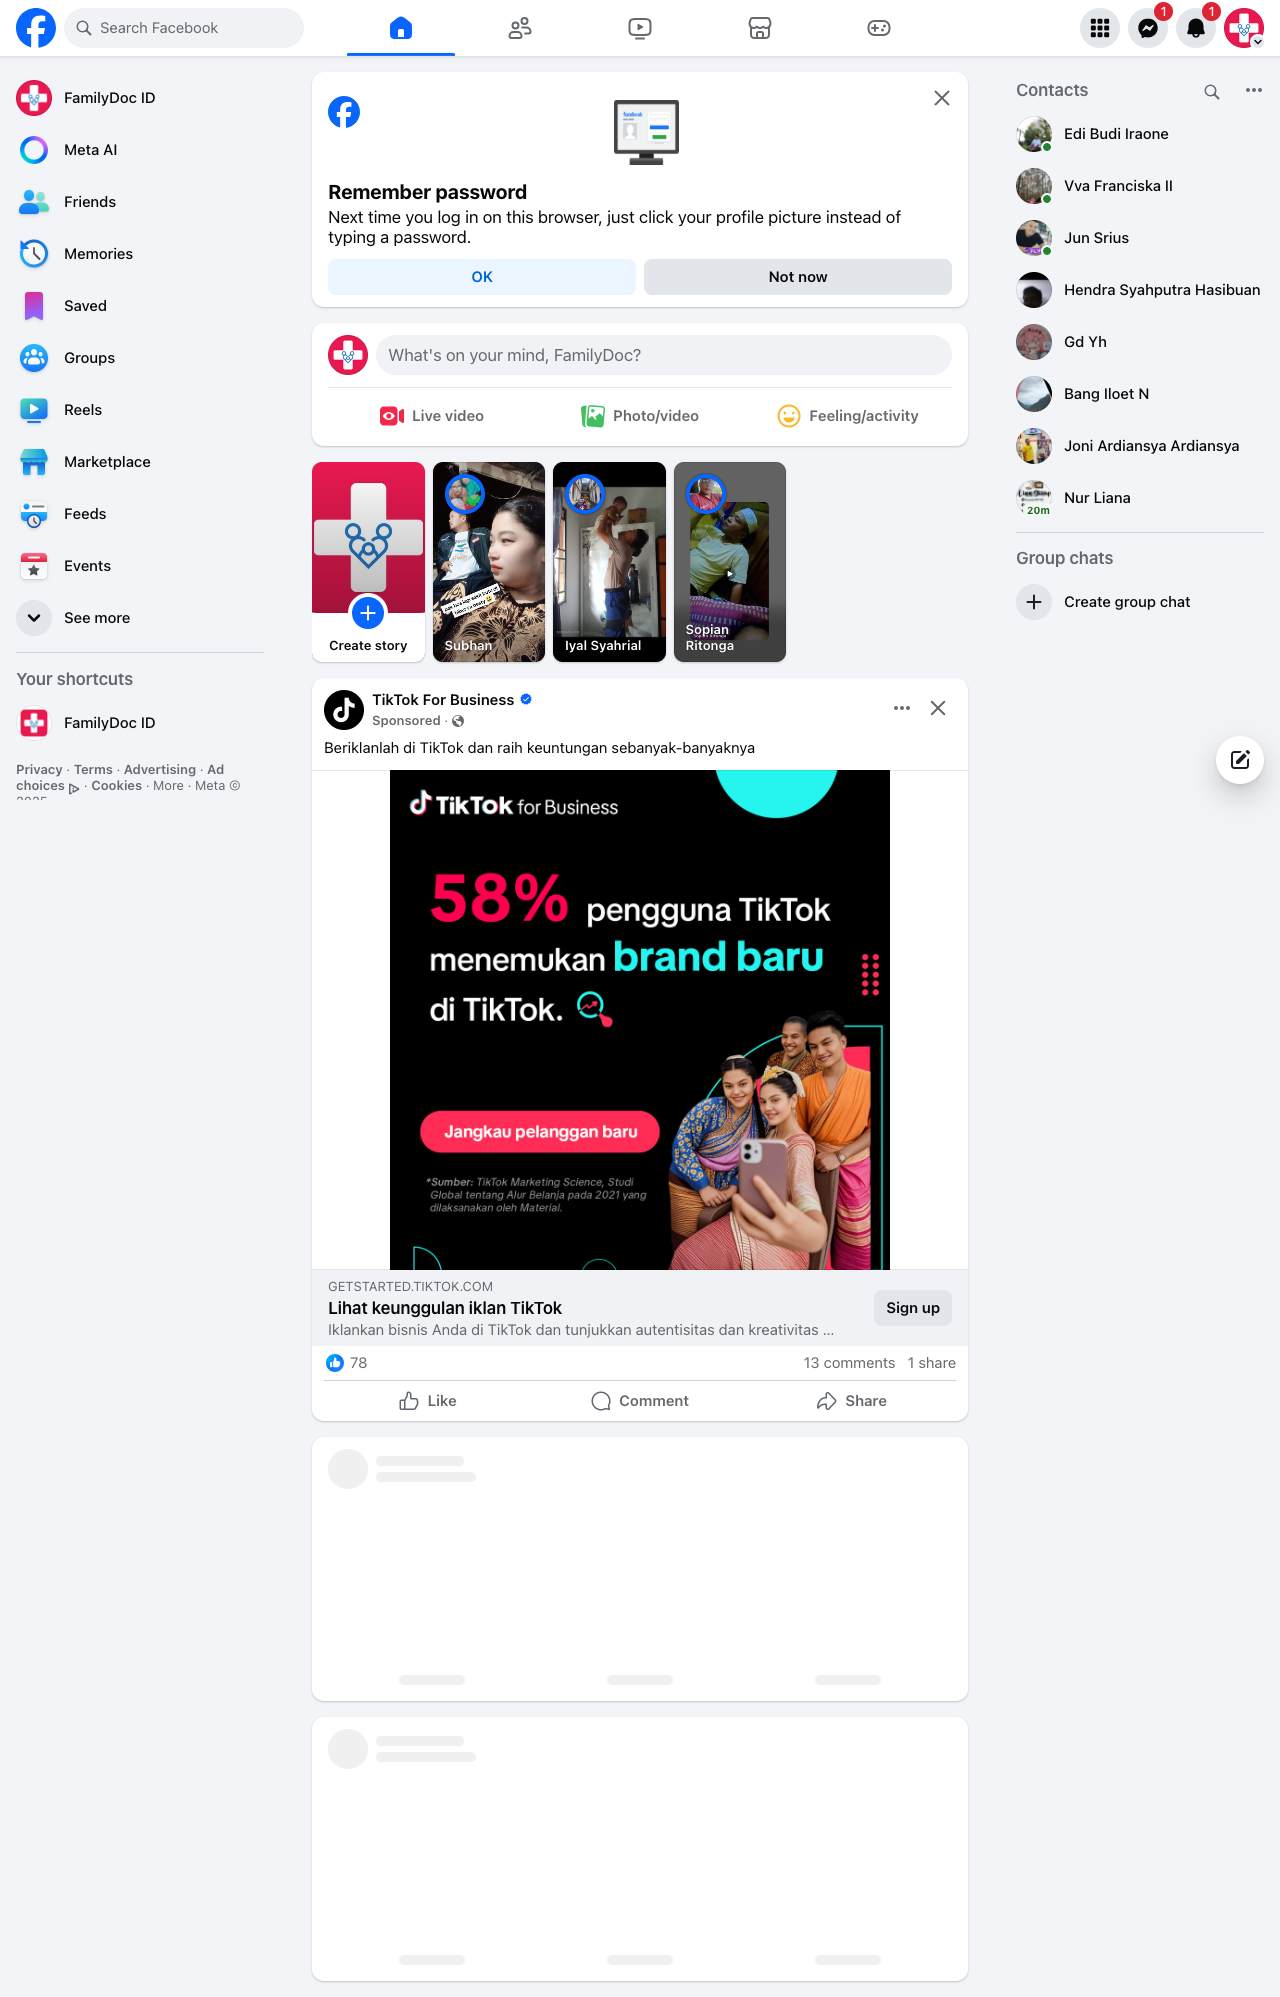 Search Facebook
1
1
FamilyDoc ID
Meta AI
Friends
Memories
Saved
Groups
Reels
Marketplace
Feeds
Events
See more
Your shortcuts
FamilyDoc ID
Privacy · Terms · Advertising · Ad
choices · Cookies · More · Meta ©
Remember password
Next time you log in on this browser, just click your profile picture instead of
typing a password.
OK
Not now
What's on your mind, FamilyDoc?
Live video
Photo/video
Feeling/activity
Create story
Subhan
Iyal Syahrial
Sopian
Ritonga
TikTok For Business
Sponsored ·
Beriklanlah di TikTok dan raih keuntungan sebanyak-banyaknya
TikTok for Business
58% pengguna TikTok
menemukan brand baru
di TikTok.
Jangkau pelanggan baru
*Sumber: TikTok Marketing Science, Studi
Global tentang Alur Belanja pada 2021 yang
dilaksanakan oleh Material.
GETSTARTED.TIKTOK.COM
Lihat keunggulan iklan TikTok
Iklankan bisnis Anda di TikTok dan tunjukkan autentisitas dan kreativitas ...
Sign up
78
13 comments 1 share
Like
Comment
Share
Contacts
Edi Budi Iraone
Vva Franciska II
Jun Srius
Hendra Syahputra Hasibuan
Gd Yh
Bang Iloet N
Joni Ardiansya Ardiansya
Nur Liana
20m
Group chats
Create group chat